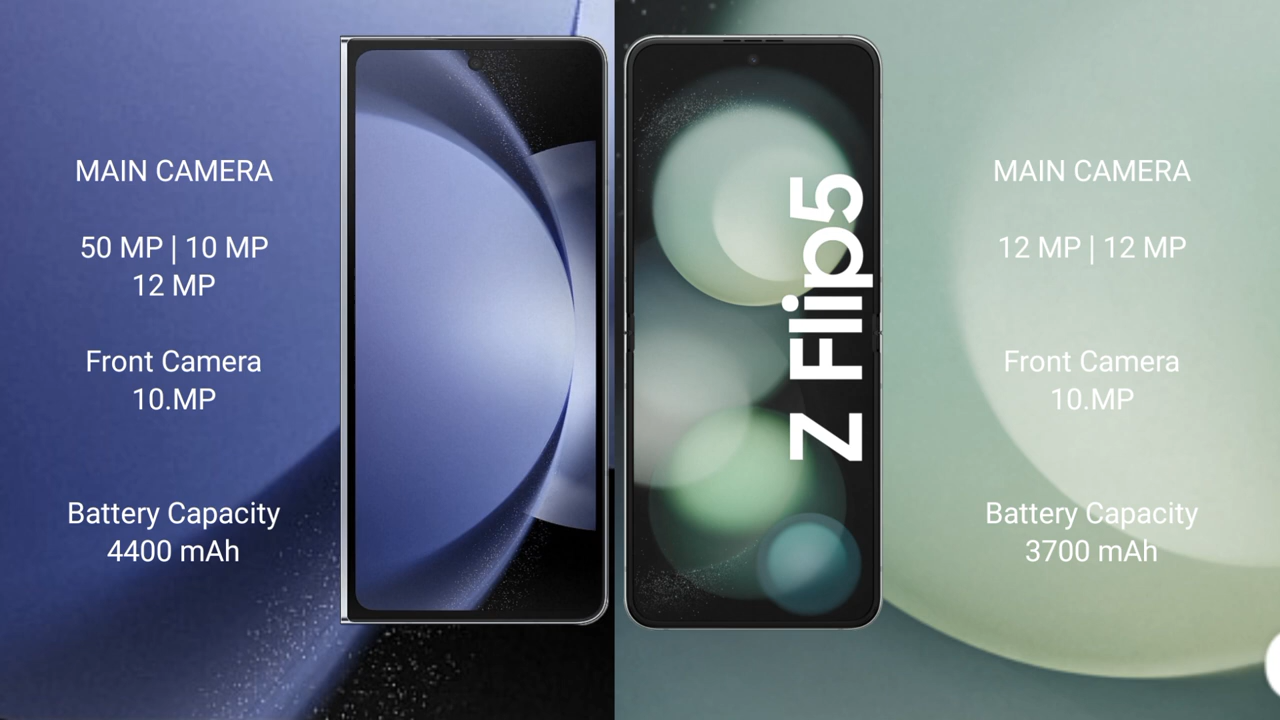 MAIN CAMERA
50 MP | 10 MP
12 MP
Front Camera
10.MP
Battery Capacity
4400 mAh
Z Flip5
MAIN CAMERA
12 MP | 12 MP
Front Camera
10.MP
Battery Capacity
3700 mAh